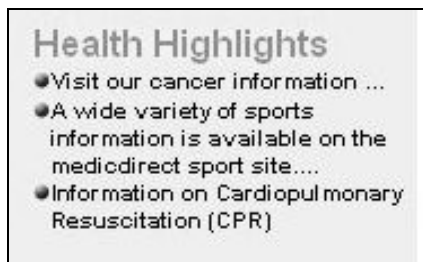 Health Highlights
Visit our cancer information ...
A wide variety of sports
information is available on the
medicdirect sport site....
Information on Cardiopulmonary
Resuscitation (CPR)